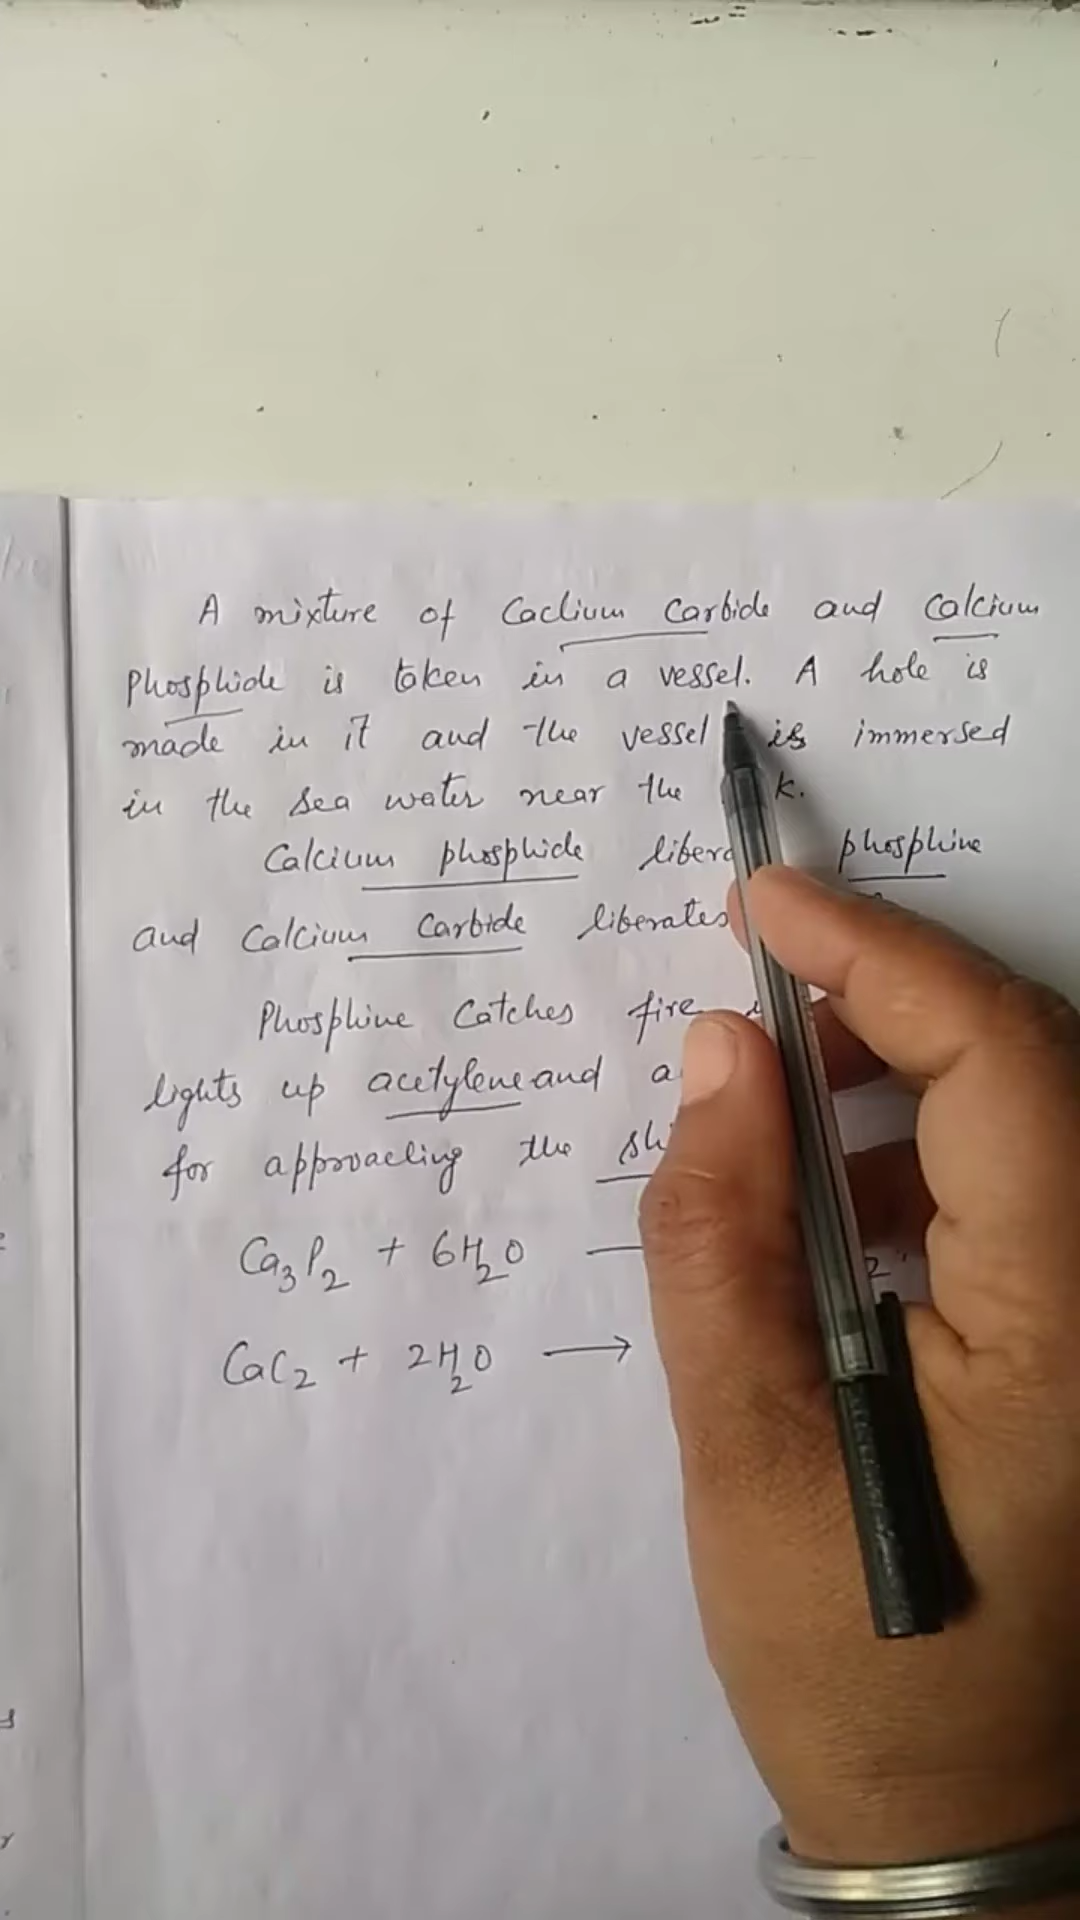 A mixture of Caclium Carbide and Calcium
Phosphide is taken in a vessel. A hole is
made in it and the vessel is immersed
in the sea water near the
Calcium phosphide phosphine
and Calcium Carbide liberates
Phosphine Catches fire
lights up acetylene and
for approacling the
Ca3P2 + 6H2O
CaC2 + 2H2O →